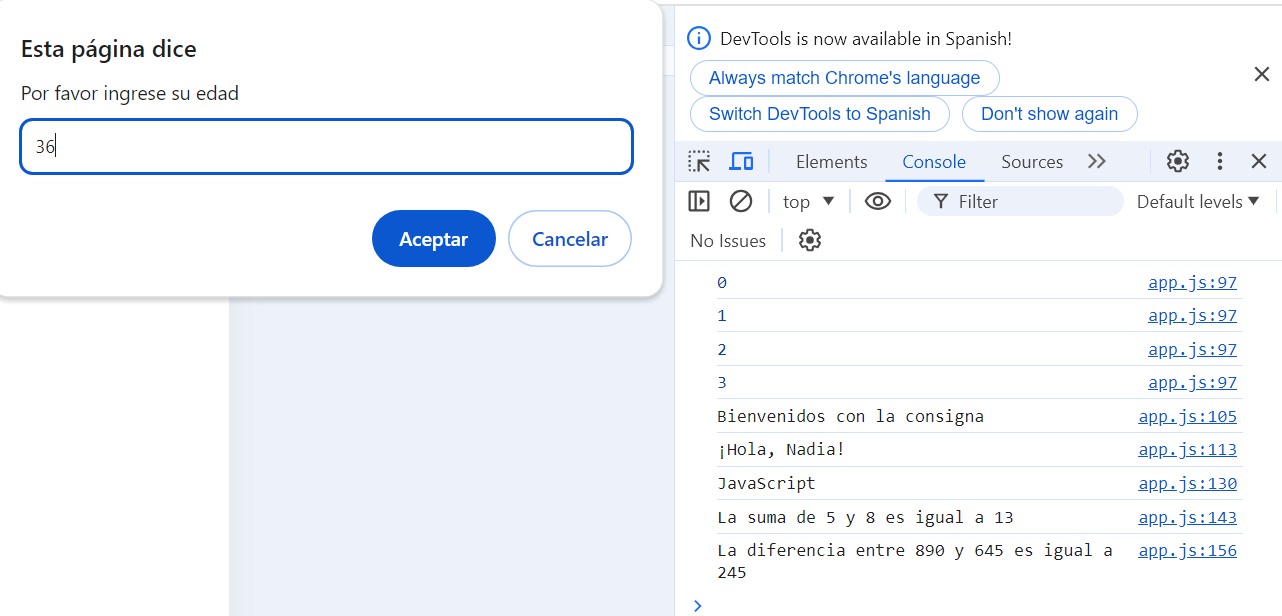 Esta página dice
Por favor ingrese su edad
36
Aceptar
Cancelar
DevTools is now available in Spanish!
Always match Chrome's language
Switch DevTools to Spanish
Don't show again
Elements
Console
Sources
top
Filter
Default levels
No Issues
0 app.js:97
1 app.js:97
2 app.js:97
3 app.js:97
Bienvenidos con la consigna app.js:105
¡Hola, Nadia! app.js:113
JavaScript app.js:130
La suma de 5 y 8 es igual a 13 app.js:143
La diferencia entre 890 y 645 es igual a app.js:156
245